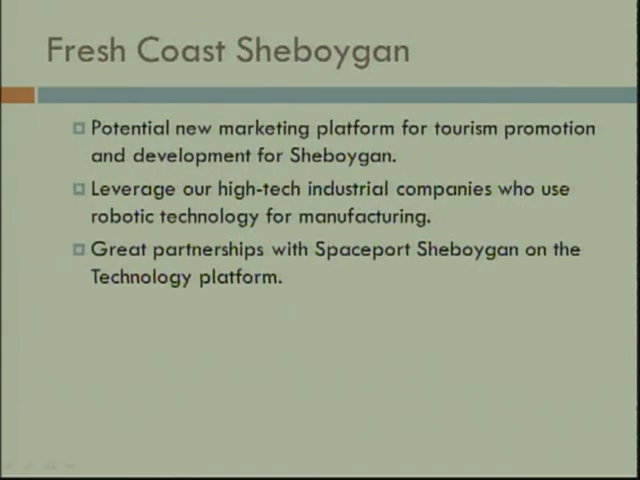 Fresh Coast Sheboygan
Potential new marketing platform for tourism promotion
and development for Sheboygan.
Leverage our high-tech industrial companies who use
robotic technology for manufacturing.
Great partnerships with Spaceport Sheboygan on the
Technology platform.